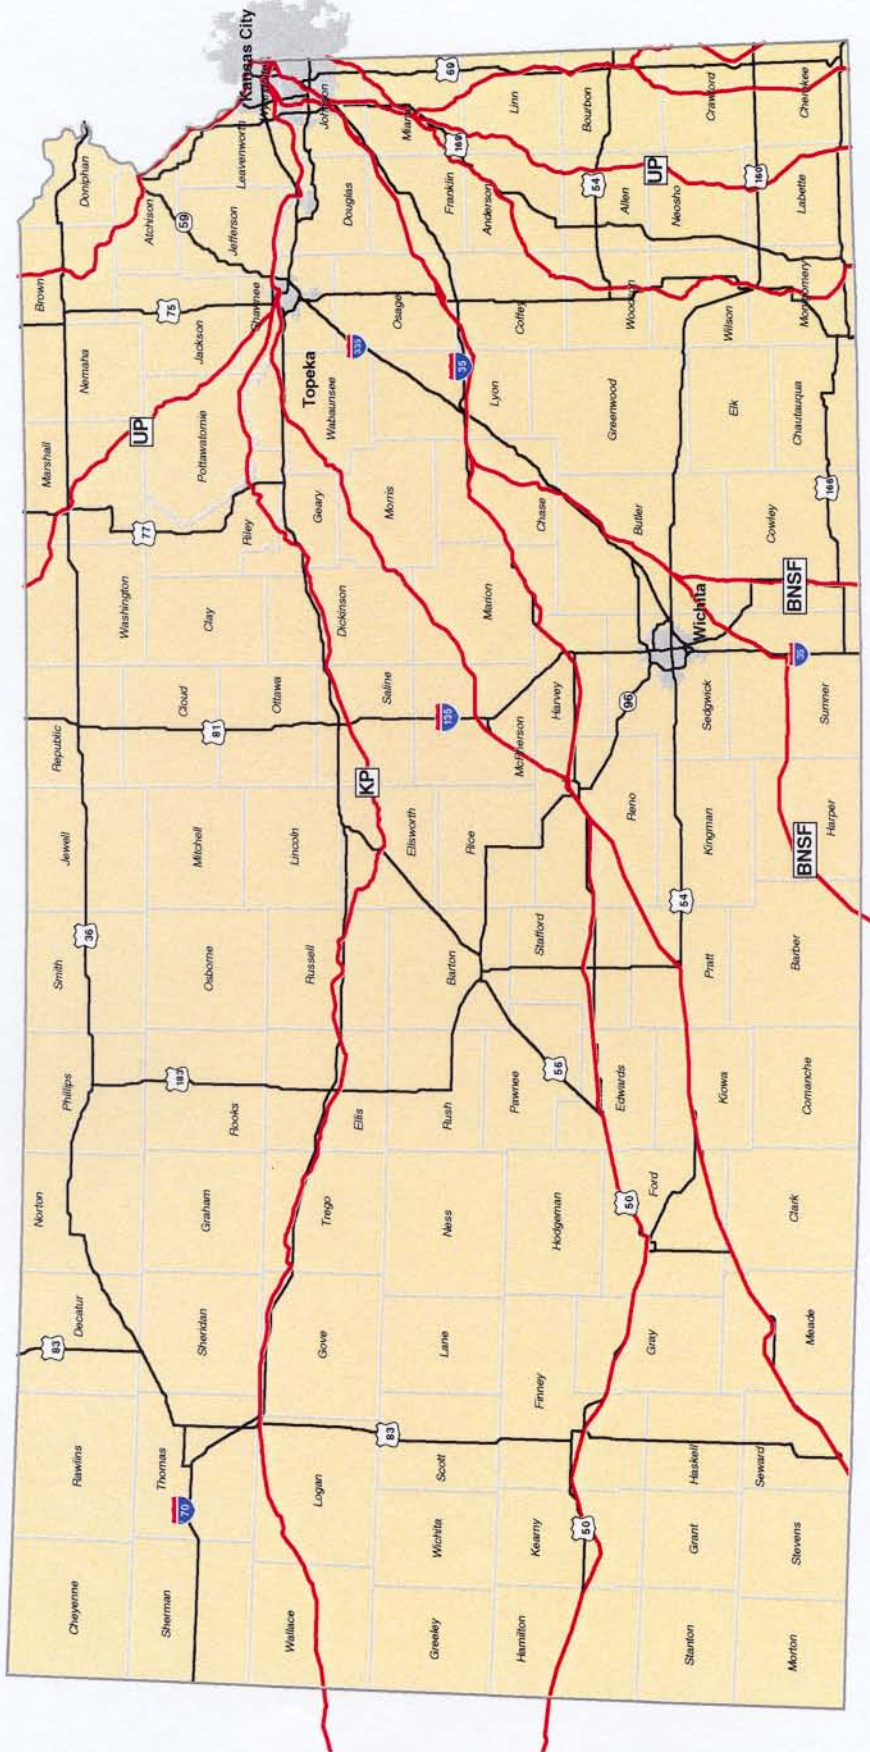 Cheyenne
Rawlins
Decatur
Norton
Phillips
Smith
Jewell
Republic
Washington
Marshall
Nemaha
Brown
Doniphan
83
36
Sherman
Thomas
Sheridan
Graham
Rooks
Osborne
Mitchell
Cloud
Clay
Riley
Pottawatomie
Jackson
Atchison
70
183
81
77
UP
75
59
Jefferson
Leavenworth
Wyandotte
Kansas City
Wallace
Logan
Gove
Trego
Ellis
Russell
Lincoln
Ottawa
Dickinson
Geary
Wabaunsee
Shawnee
Topeka
Douglas
Johnson
KP
335
Greeley
Wichita
Scott
Lane
Ness
Rush
Barton
Ellsworth
Saline
Morris
Osage
Franklin
Miami
83
135
35
169
69
Hamilton
Kearny
Finney
Hodgeman
Pawnee
Stafford
Rice
McPherson
Marion
Chase
Lyon
Coffey
Anderson
Linn
50
50
56
96
54
Gray
Ford
Edwards
Reno
Harvey
Butler
Greenwood
Woodson
Allen
Bourbon
Stanton
Grant
Haskell
Kiowa
Pratt
Kingman
Sedgwick
Wichita
Elk
Wilson
Neosho
Crawford
54
UP
160
Morton
Stevens
Seward
Meade
Clark
Comanche
Barber
Harper
Sumner
Cowley
Chautauqua
Montgomery
Labette
Cherokee
BNSF
35
BNSF
166